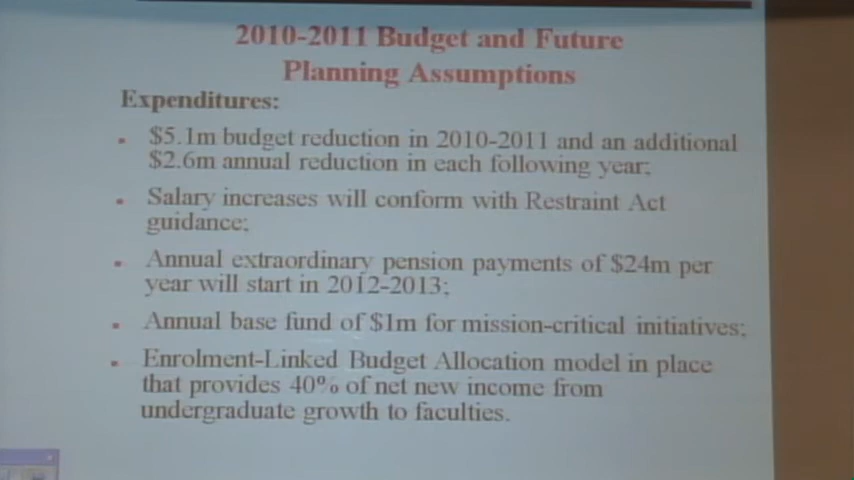 2010-2011 Budget and Future
Planning Assumptions
Expenditures:
• $5.1m budget reduction in 2010-2011 and an additional
$2.6m annual reduction in each following year;
• Salary increases will conform with Restraint Act
guidance;
• Annual extraordinary pension payments of $24m per
year will start in 2012-2013;
• Annual base fund of $1m for mission-critical initiatives;
• Enrolment-Linked Budget Allocation model in place
that provides 40% of net new income from
undergraduate growth to faculties.